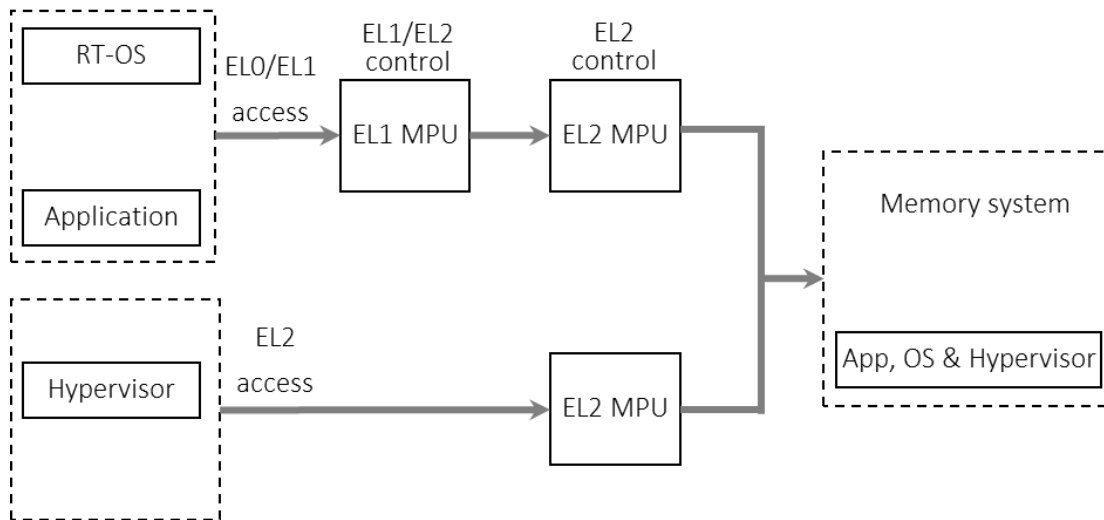 RT-OS
Application
EL0/EL1
access
EL1/EL2
control
EL1 MPU
EL2
control
EL2 MPU
Memory system
App, OS & Hypervisor
Hypervisor
EL2
access
EL2 MPU